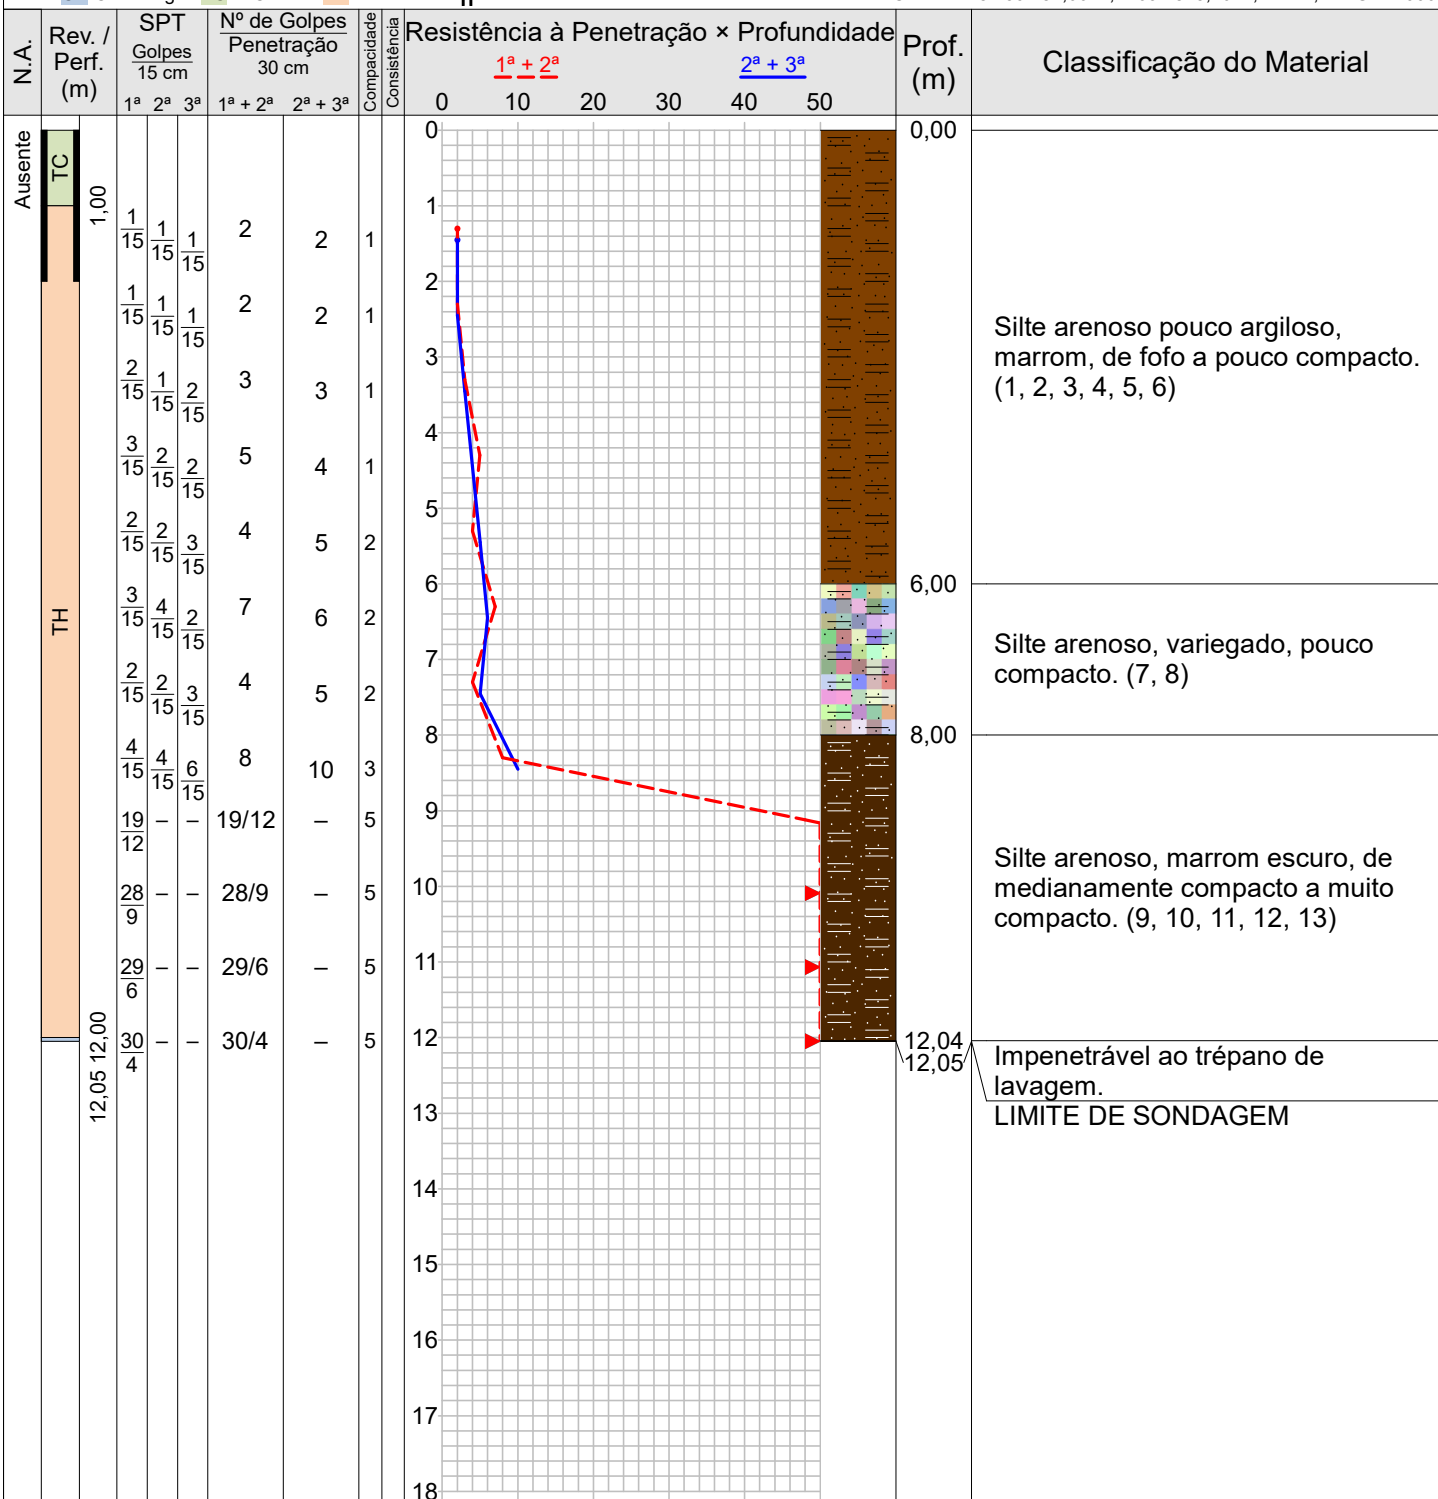 N.A.
Rev. /
Perf.
(m)
SPT
Golpes
15 cm
1ª 2ª 3ª
Nº de Golpes
Penetração
30 cm
1ª + 2ª 2ª + 3ª
Compacidade
Consistência
Resistência à Penetração × Profundidade
1ª + 2ª 2ª + 3ª
0 10 20 30 40 50
Prof.
(m)
Classificação do Material
Ausente
TC
1,00
TH
12,00
12,05
1/15 1/15 1/15 2 2 1
1/15 1/15 1/15 2 2 1
2/15 1/15 2/15 3 3 1
3/15 2/15 2/15 5 4 1
2/15 2/15 3/15 4 5 2
3/15 4/15 2/15 7 6 2
2/15 2/15 3/15 4 5 2
4/15 4/15 6/15 8 10 3
19/12 – – 19/12 – 5
28/9 – – 28/9 – 5
29/6 – – 29/6 – 5
30/4 – – 30/4 – 5
0
1
2
3
4
5
6
7
8
9
10
11
12
13
14
15
16
17
18
0,00
6,00
8,00
12,04
12,05
Silte arenoso pouco argiloso,
marrom, de fofo a pouco compacto.
(1, 2, 3, 4, 5, 6)
Silte arenoso, variegado, pouco
compacto. (7, 8)
Silte arenoso, marrom escuro, de
medianamente compacto a muito
compacto. (9, 10, 11, 12, 13)
Impenetrável ao trépano de
lavagem.
LIMITE DE SONDAGEM